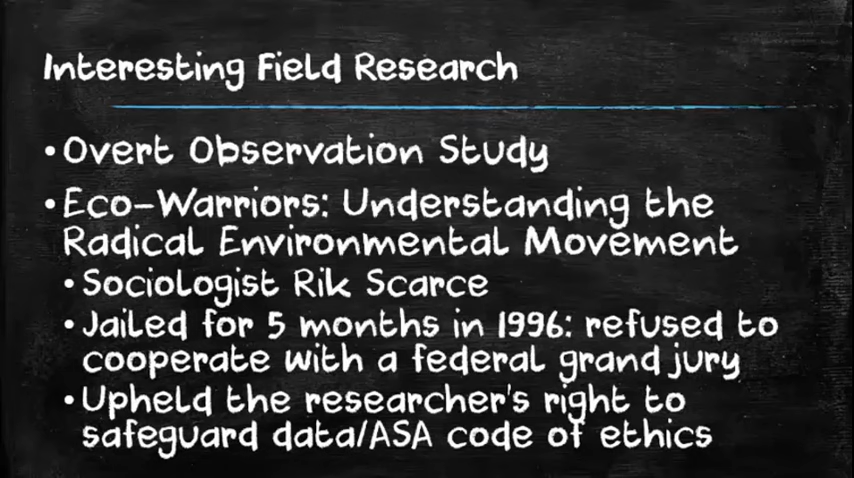 Interesting Field Research
• Overt Observation Study
• Eco-Warriors: Understanding the
Radical Environmental Movement
• Sociologist Rik Scarce
• Jailed for 5 months in 1996: refused to
cooperate with a federal grand jury
• Upheld the researcher's right to
safeguard data/ASA code of ethics